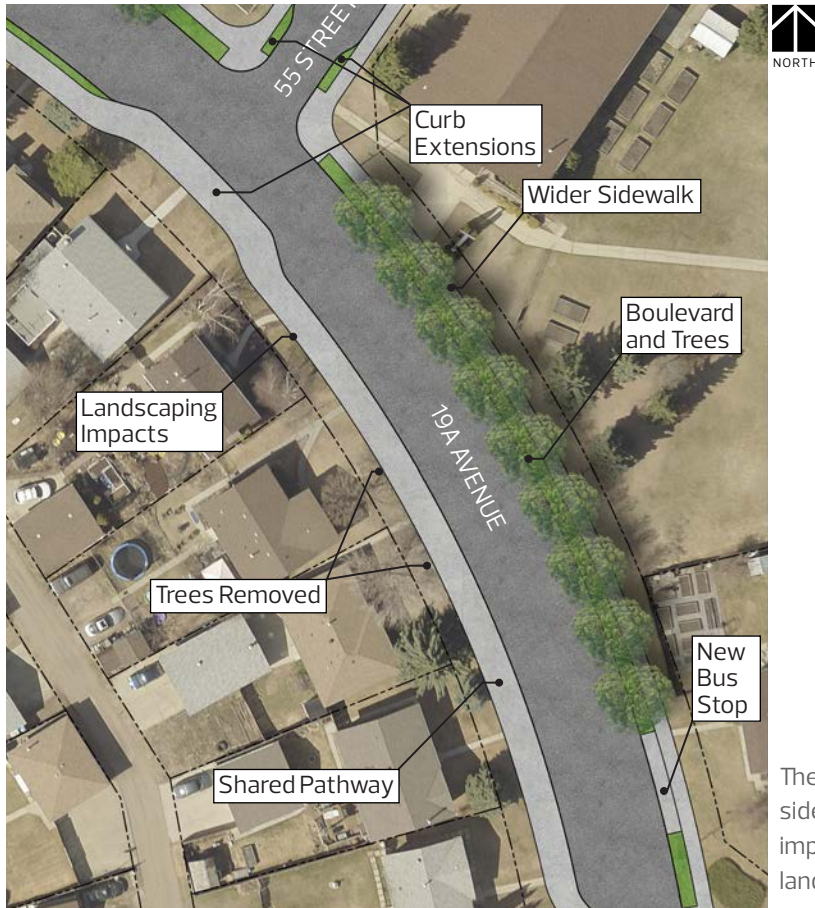 NORTH
55 STREET
Curb
Extensions
Wider Sidewalk
Boulevard
and Trees
Landscaping
Impacts
19A AVENUE
Trees Removed
New
Bus
Stop
Shared Pathway
The
side
imp
land